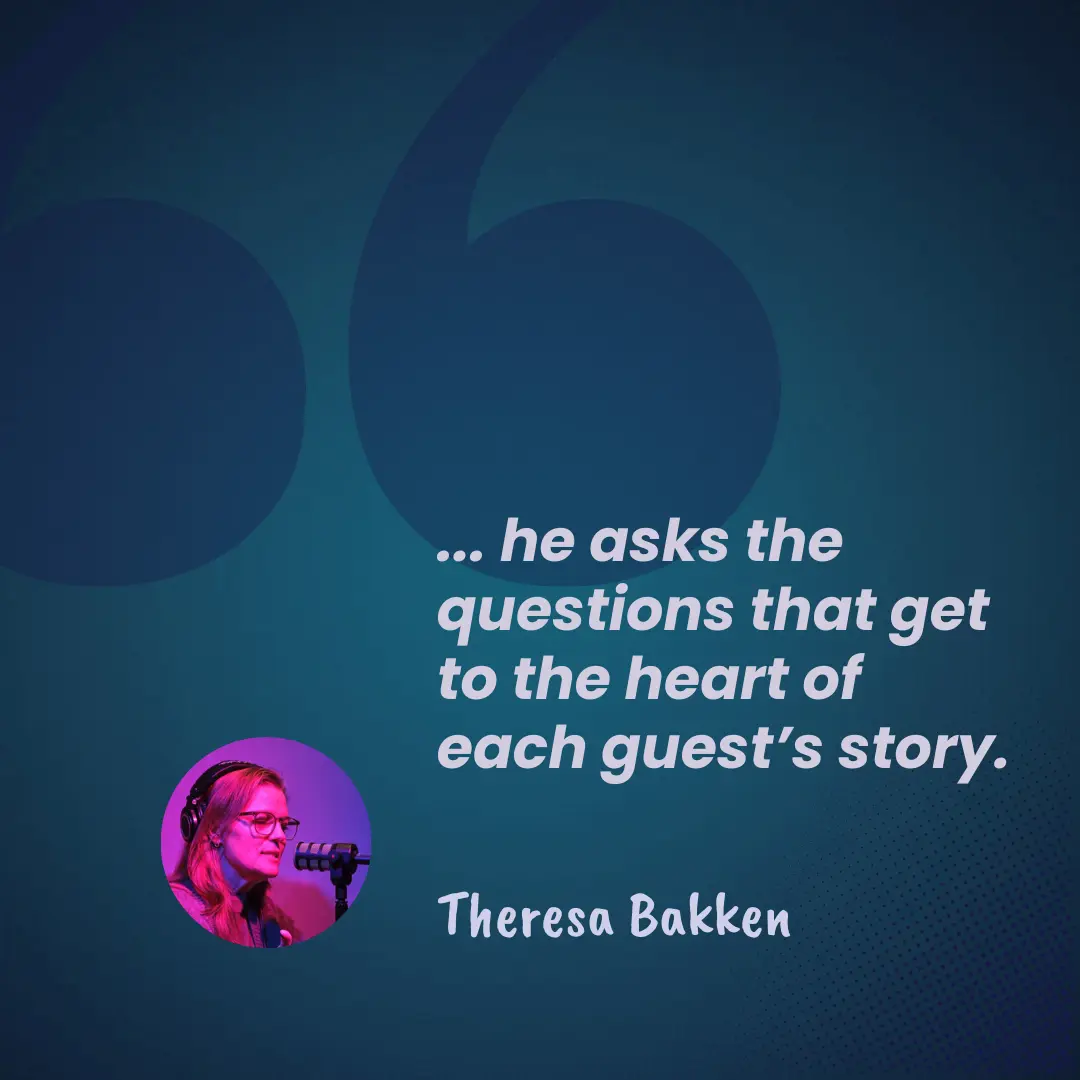 ... he asks the
questions that get
to the heart of
each guest’s story.
Theresa Bakken